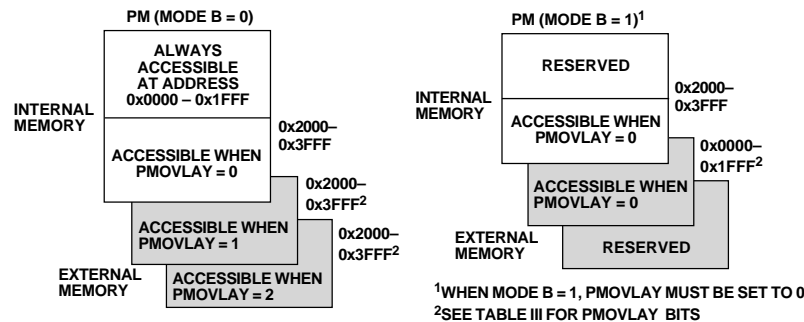 PM (MODE B = 0)
ALWAYS
ACCESSIBLE
AT ADDRESS
0x0000 – 0x1FFF
INTERNAL
MEMORY
ACCESSIBLE WHEN
PMOVLAY = 0
0x2000–
0x3FFF
ACCESSIBLE WHEN
PMOVLAY = 1
0x2000–
0x3FFF2
EXTERNAL
MEMORY
ACCESSIBLE WHEN
PMOVLAY = 2
0x2000–
0x3FFF2
PM (MODE B = 1)1
RESERVED
INTERNAL
MEMORY
0x2000–
0x3FFF
ACCESSIBLE WHEN
PMOVLAY = 0
0x0000–
0x1FFF2
ACCESSIBLE WHEN
PMOVLAY = 0
EXTERNAL
MEMORY
RESERVED
1WHEN MODE B = 1, PMOVLAY MUST BE SET TO 0
2SEE TABLE III FOR PMOVLAY BITS